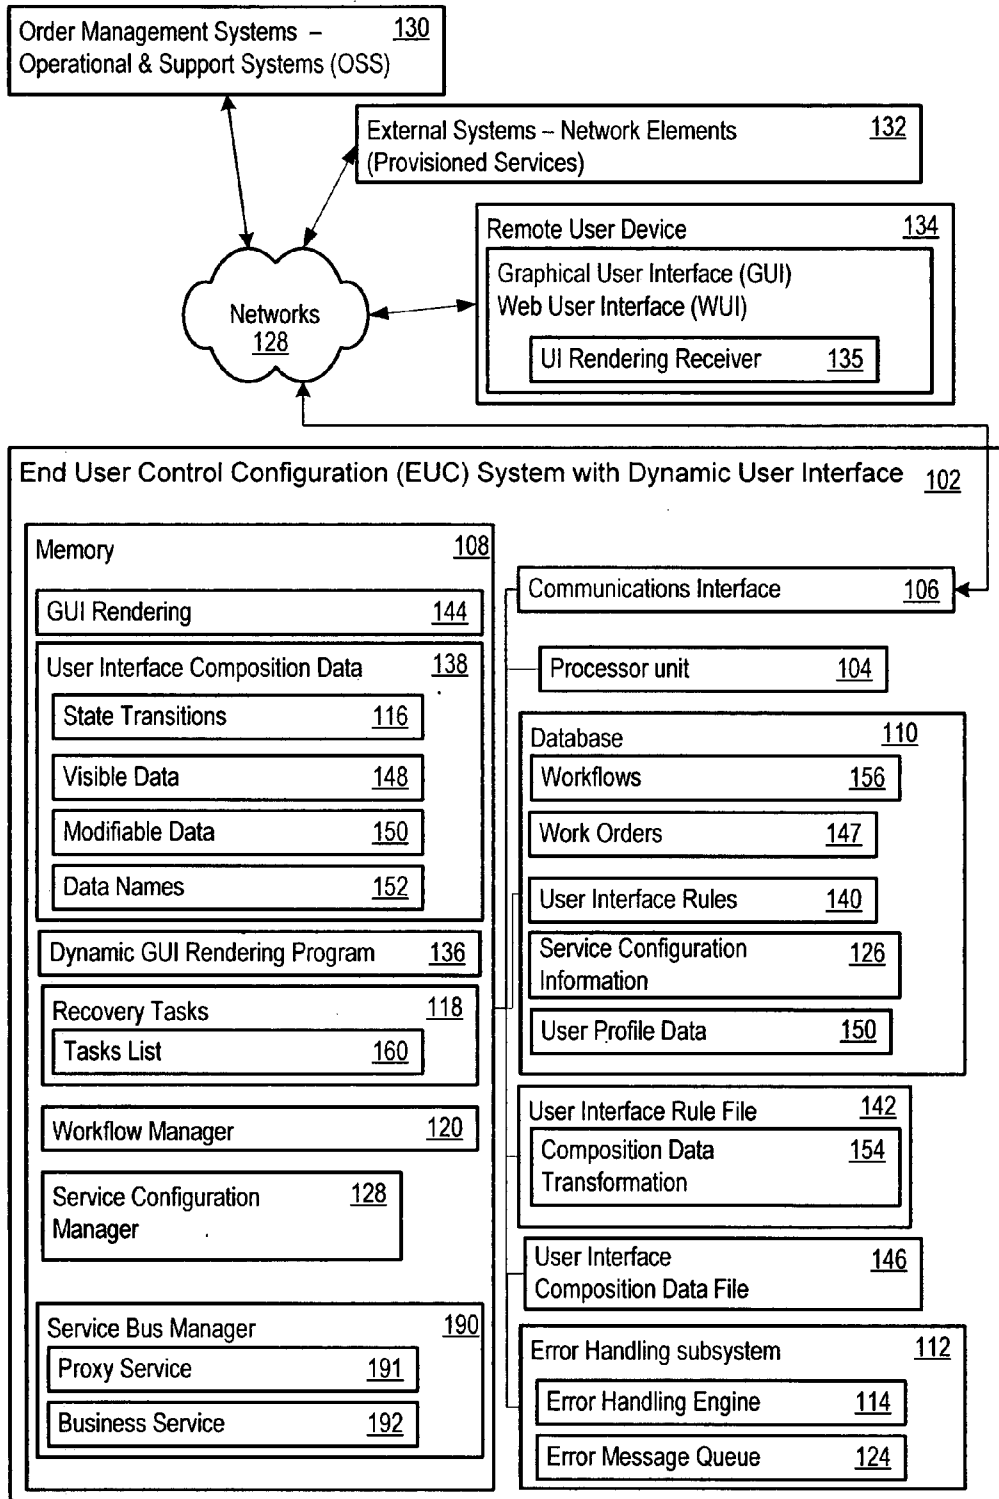 Order Management Systems – 130
Operational & Support Systems (OSS)
External Systems – Network Elements 132
(Provisioned Services)
Remote User Device 134
Graphical User Interface (GUI)
Web User Interface (WUI)
UI Rendering Receiver 135
Networks
128
End User Control Configuration (EUC) System with Dynamic User Interface 102
Memory 108
GUI Rendering 144
User Interface Composition Data 138
State Transitions 116
Visible Data 148
Modifiable Data 150
Data Names 152
Dynamic GUI Rendering Program 136
Recovery Tasks 118
Tasks List 160
Workflow Manager 120
Service Configuration 128
Manager
Service Bus Manager 190
Proxy Service 191
Business Service 192
Communications Interface 106
Processor unit 104
Database 110
Workflows 156
Work Orders 147
User Interface Rules 140
Service Configuration 126
Information
User Profile Data 150
User Interface Rule File 142
Composition Data 154
Transformation
User Interface 146
Composition Data File
Error Handling subsystem 112
Error Handling Engine 114
Error Message Queue 124